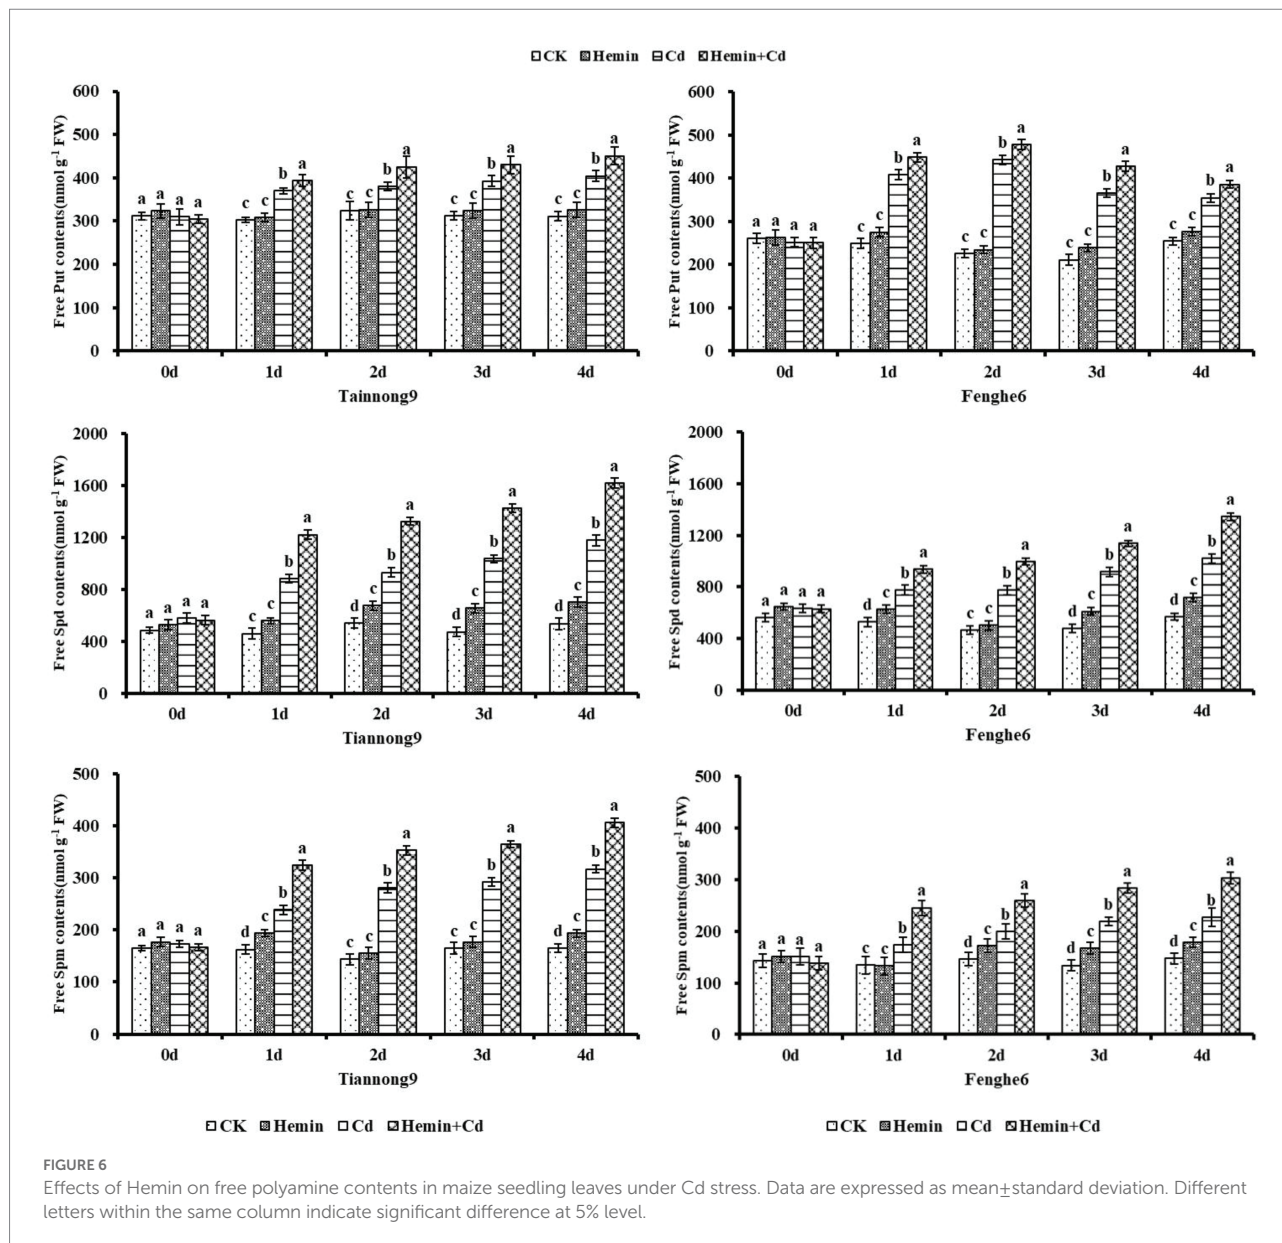 CK Hemin Cd Hemin+Cd
Free Put contents(nmol g-1 FW)
600
500
400
300
200
100
0
a a a a
c c b a
c c b a
c c b a
c c b a
0d 1d 2d 3d 4d
Tainnong9
Free Put contents(nmol g-1 FW)
600
500
400
300
200
100
0
a a a a
c c b a
c c b a
c c b a
c c b a
0d 1d 2d 3d 4d
Fenghe6
Free Spd contents(nmol g-1 FW)
2000
1600
1200
800
400
0
a a a a
c c b a
d c b a
d c b a
d c b a
0d 1d 2d 3d 4d
Tiannong9
Free Spd contents(nmol g-1 FW)
2000
1600
1200
800
400
0
a a a a
d c b a
c c b a
d c b a
d c b a
0d 1d 2d 3d 4d
Fenghe6
Free Spm contents(nmol g-1 FW)
500
400
300
200
100
0
a a a a
d c b a
c c b a
c c b a
c c b a
0d 1d 2d 3d 4d
Tiannong9
Free Spm contents(nmol g-1 FW)
500
400
300
200
100
0
a a a a
c c b a
d c b a
d c b a
d c b a
0d 1d 2d 3d 4d
Fenghe6
CK Hemin Cd Hemin+Cd
CK Hemin Cd Hemin+Cd
FIGURE 6
Effects of Hemin on free polyamine contents in maize seedling leaves under Cd stress. Data are expressed as mean±standard deviation. Different
letters within the same column indicate significant difference at 5% level.